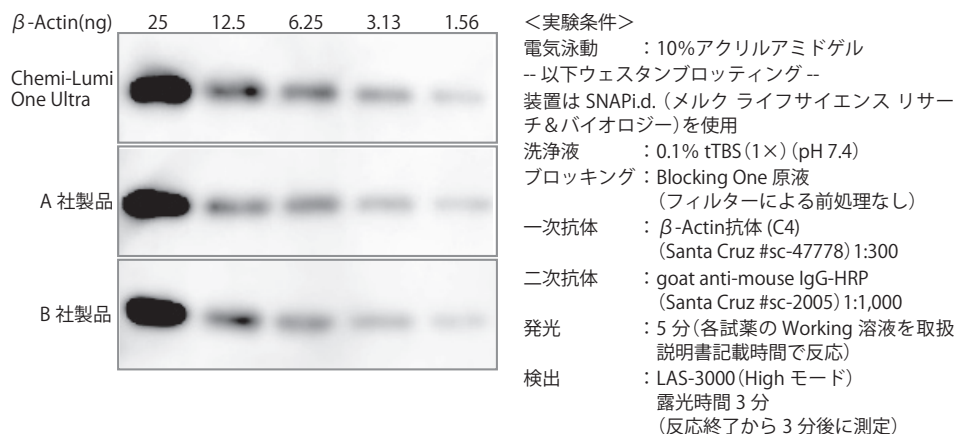 β-Actin(ng) 25 12.5 6.25 3.13 1.56
Chemi-Lumi
One Ultra
A 社製品
B 社製品
＜実験条件＞
電気泳動　：10%アクリルアミドゲル
-- 以下ウェスタンブロッティング --
装置は SNAPi.d.（メルク ライフサイエンス リサー
チ＆バイオロジー）を使用
洗浄液　：0.1% tTBS（1×）（pH 7.4）
ブロッキング：Blocking One 原液
（フィルターによる前処理なし）
一次抗体　：β-Actin抗体 (C4)
（Santa Cruz #sc-47778）1:300
二次抗体　：goat anti-mouse IgG-HRP
（Santa Cruz #sc-2005）1:1,000
発光　：5 分（各試薬の Working 溶液を取扱
説明書記載時間で反応）
検出　：LAS-3000（High モード）
露光時間 3 分
（反応終了から 3 分後に測定）